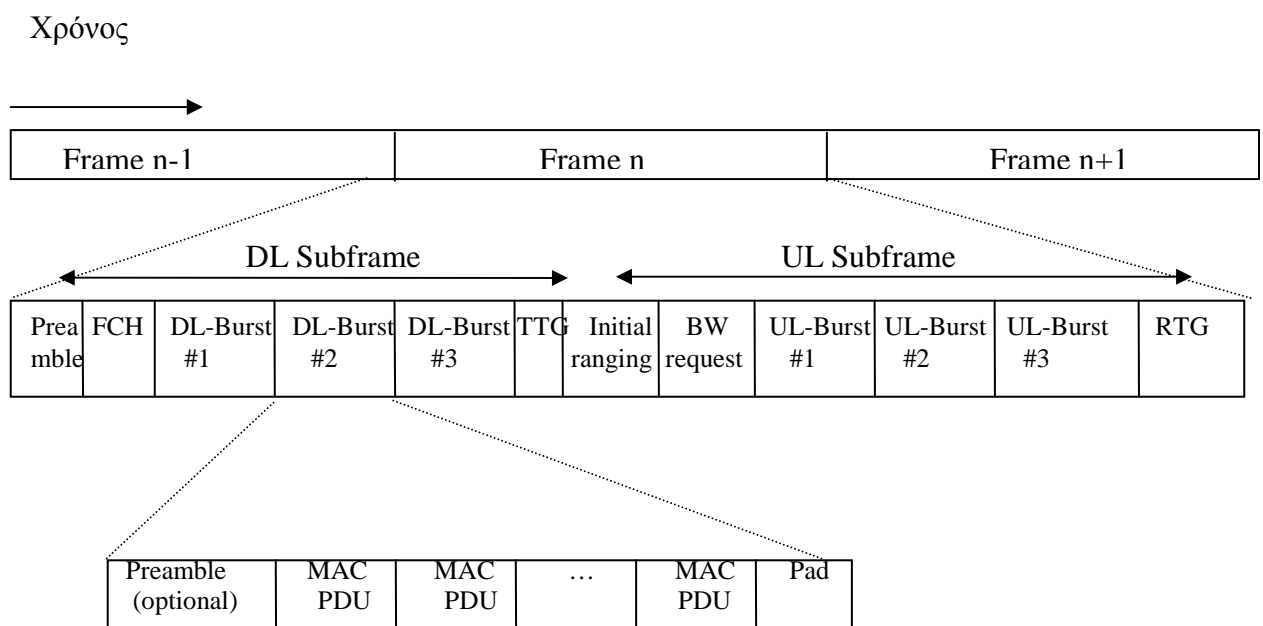 Χρόνος
Frame n-1 Frame n Frame n+1
DL Subframe UL Subframe
Prea FCH DL-Burst DL-Burst DL-Burst TTG Initial BW UL-Burst UL-Burst UL-Burst RTG
mble #1 #2 #3 ranging request #1 #2 #3
Preamble MAC MAC … MAC Pad
(optional) PDU PDU PDU